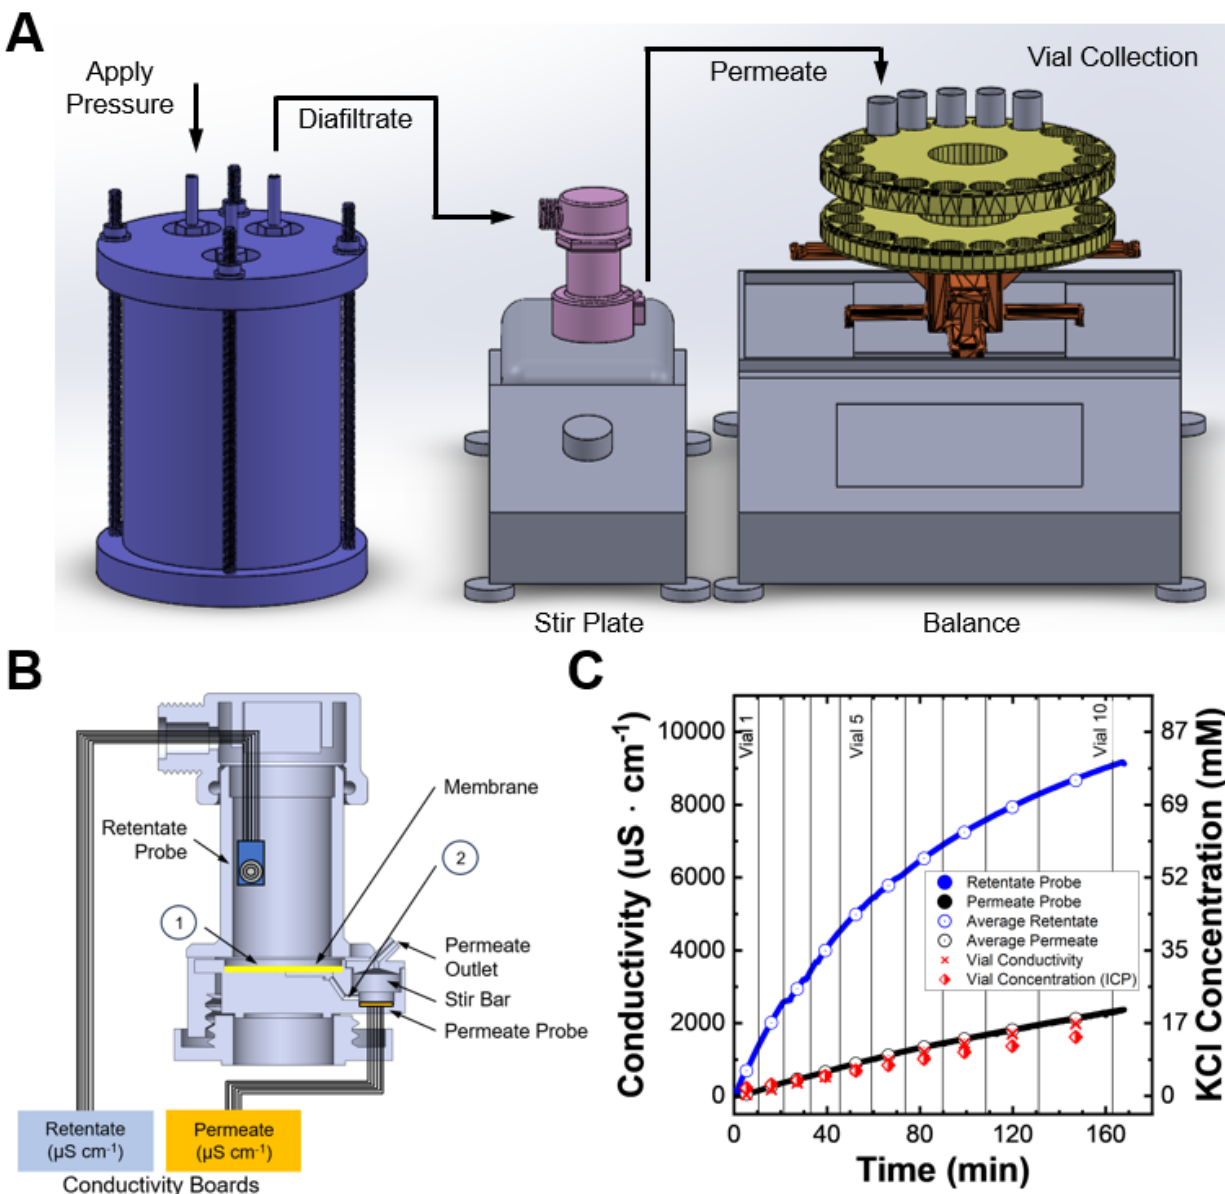 A
Apply
Pressure
Diafiltrate
Permeate
Vial Collection
Stir Plate
Balance
B
Membrane
Retentate
Probe
2
1
Permeate
Outlet
Stir Bar
Permeate Probe
Retentate
(µS cm⁻¹)
Permeate
(µS cm⁻¹)
Conductivity Boards
C
Conductivity (uS · cm⁻¹)
10000
8000
6000
4000
2000
0
Vial 1
Vial 5
Vial 10
Retentate Probe
Permeate Probe
Average Retentate
Average Permeate
Vial Conductivity
Vial Concentration (ICP)
87
69
52
35
17
0
KCl Concentration (mM)
0
40
80
120
160
Time (min)